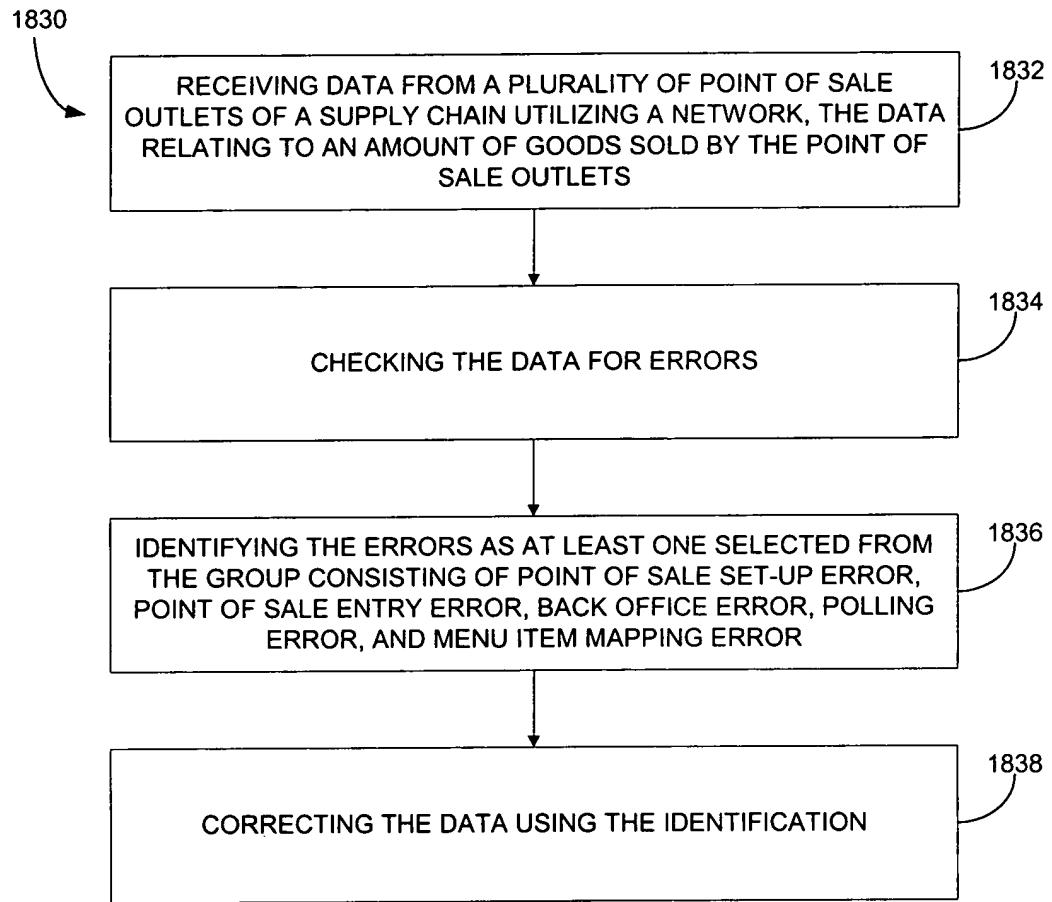 1830
RECEIVING DATA FROM A PLURALITY OF POINT OF SALE
OUTLETS OF A SUPPLY CHAIN UTILIZING A NETWORK, THE DATA
RELATING TO AN AMOUNT OF GOODS SOLD BY THE POINT OF
SALE OUTLETS
1832
CHECKING THE DATA FOR ERRORS
1834
IDENTIFYING THE ERRORS AS AT LEAST ONE SELECTED FROM
THE GROUP CONSISTING OF POINT OF SALE SET-UP ERROR,
POINT OF SALE ENTRY ERROR, BACK OFFICE ERROR, POLLING
ERROR, AND MENU ITEM MAPPING ERROR
1836
CORRECTING THE DATA USING THE IDENTIFICATION
1838